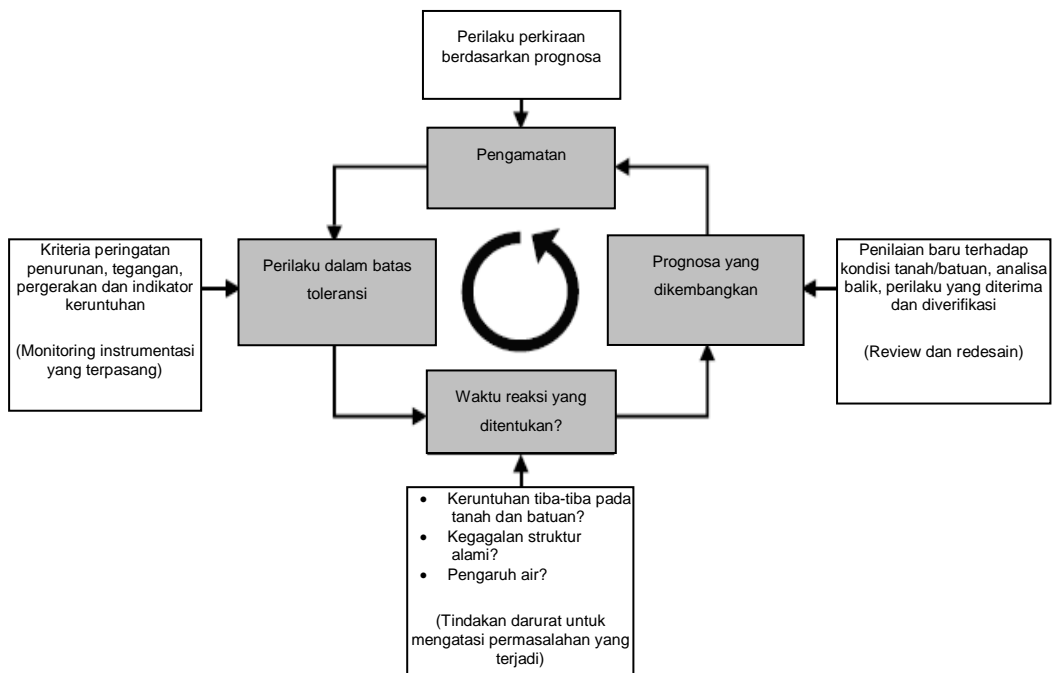 Perilaku perkiraan
berdasarkan prognosa
Pengamatan
Kriteria peringatan
penurunan, tegangan,
pergerakan dan indikator
keruntuhan
(Monitoring instrumentasi
yang terpasang)
Perilaku dalam batas
toleransi
Prognosa yang
dikembangkan
Penilaian baru terhadap
kondisi tanah/batuan, analisa
balik, perilaku yang diterima
dan diverifikasi
(Review dan redesain)
Waktu reaksi yang
ditentukan?
• Keruntuhan tiba-tiba pada
tanah dan batuan?
• Kegagalan struktur
alami?
• Pengaruh air?
(Tindakan darurat untuk
mengatasi permasalahan yang
terjadi)